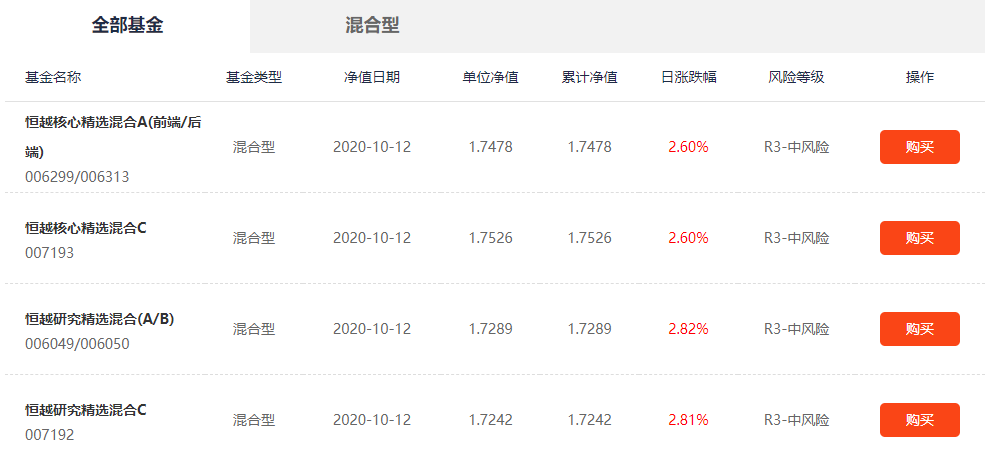 全部基金 混合型
基金名称 基金类型 净值日期 单位净值 累计净值 日涨跌幅 风险等级 操作
恒越核心精选混合A(前端/后
端)
006299/006313
混合型 2020-10-12 1.7478 1.7478 2.60% R3-中风险 购买
恒越核心精选混合C
007193
混合型 2020-10-12 1.7526 1.7526 2.60% R3-中风险 购买
恒越研究精选混合(A/B)
006049/006050
混合型 2020-10-12 1.7289 1.7289 2.82% R3-中风险 购买
恒越研究精选混合C
007192
混合型 2020-10-12 1.7242 1.7242 2.81% R3-中风险 购买